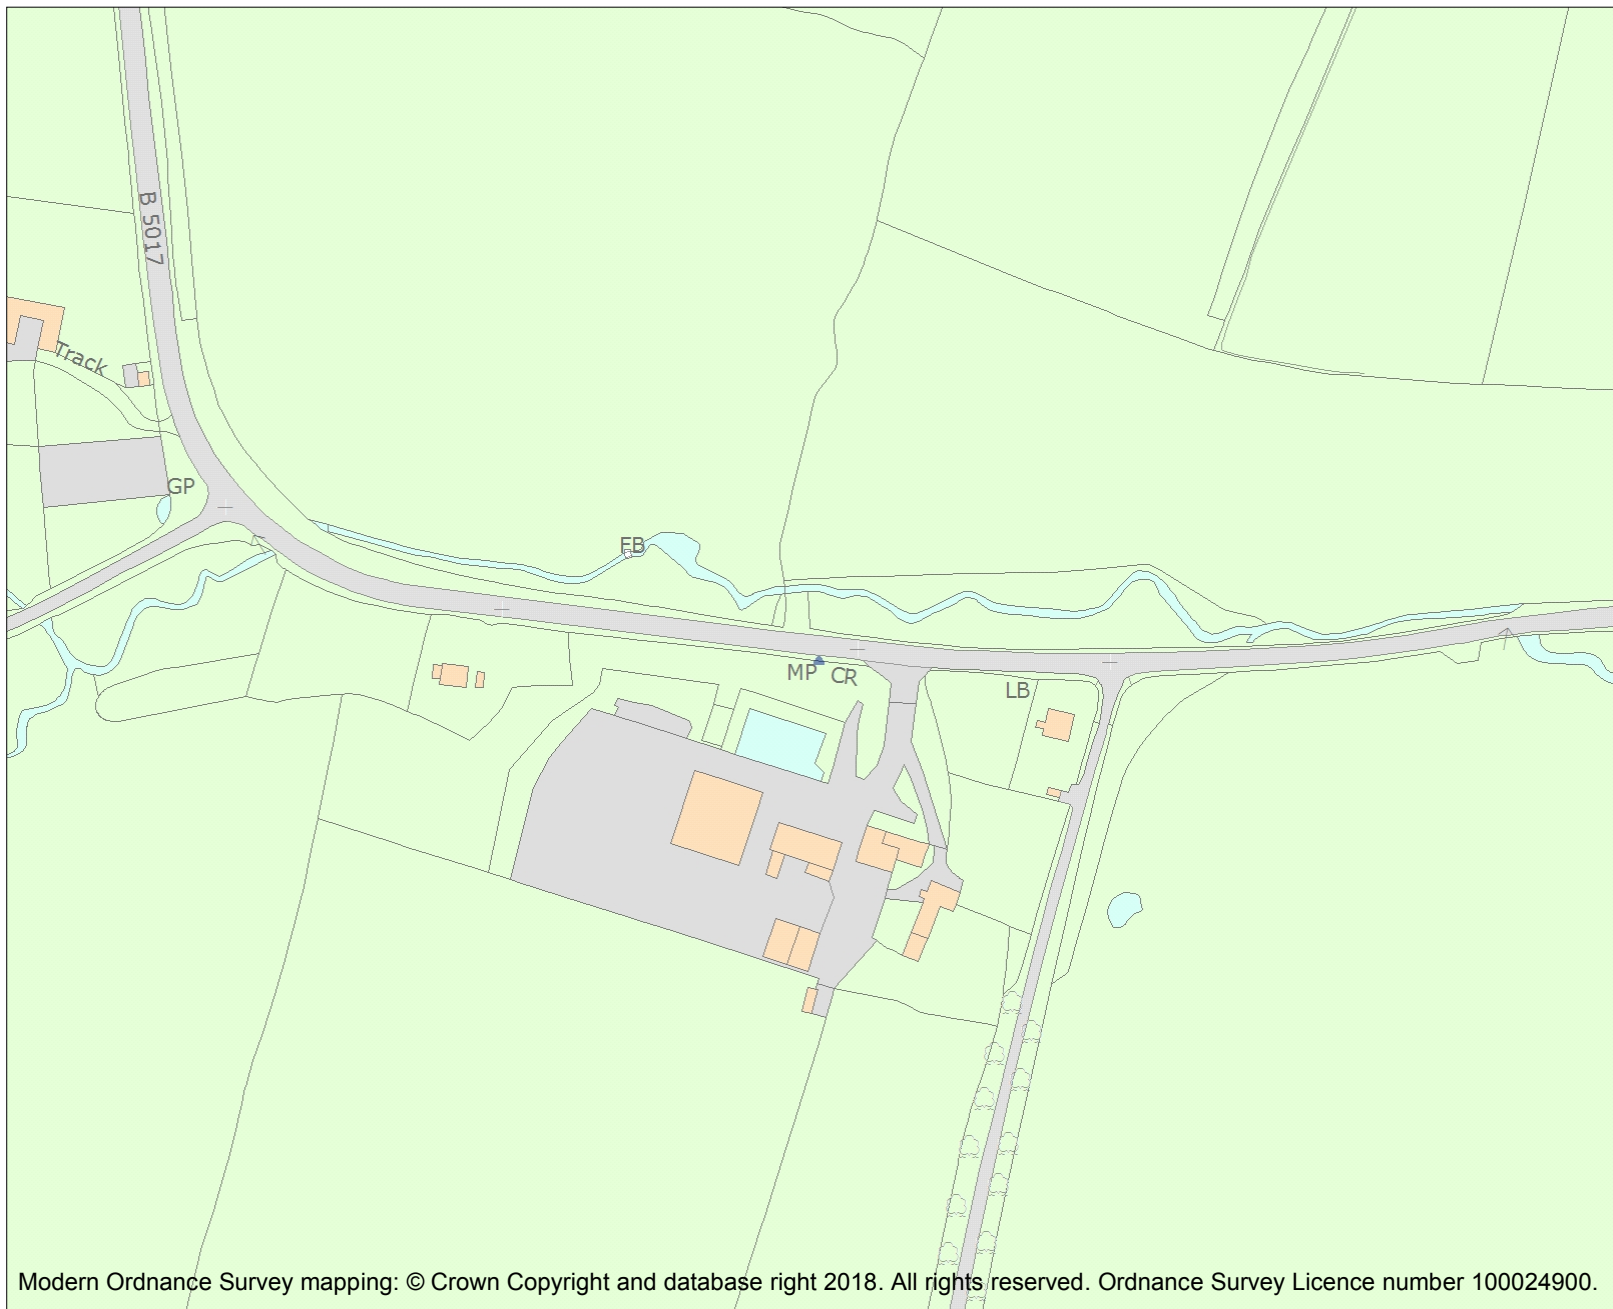 B 5017
Track
GP
FB
MP
CR
LB
Modern Ordnance Survey mapping: © Crown Copyright and database right 2018. All rights reserved. Ordnance Survey Licence number 100024900.